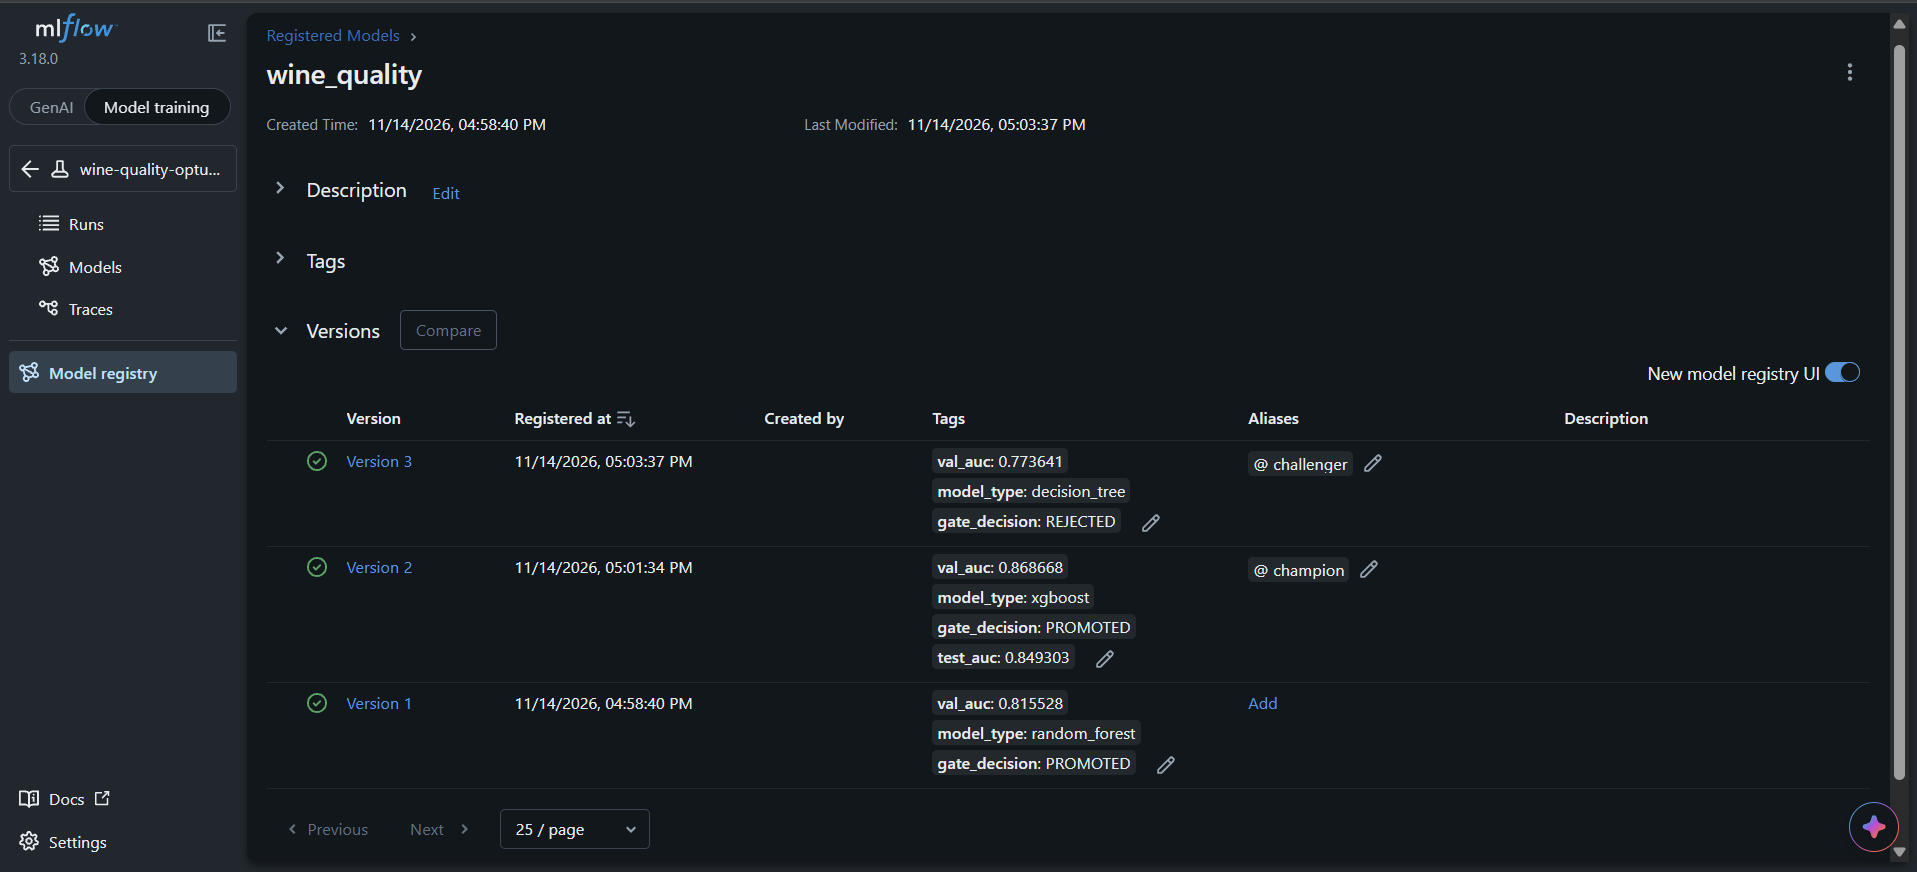 mlflow
3.18.0
GenAI Model training
wine-quality-optu...
Runs
Models
Traces
Model registry
Docs
Settings
Registered Models
wine_quality
Created Time: 11/14/2026, 04:58:40 PM Last Modified: 11/14/2026, 05:03:37 PM
Description Edit
Tags
Versions Compare
New model registry UI
Version Registered at Created by Tags Aliases Description
Version 3 11/14/2026, 05:03:37 PM val_auc: 0.773641 @ challenger
model_type: decision_tree
gate_decision: REJECTED
Version 2 11/14/2026, 05:01:34 PM val_auc: 0.868668 @ champion
model_type: xgboost
gate_decision: PROMOTED
test_auc: 0.849303
Version 1 11/14/2026, 04:58:40 PM val_auc: 0.815528 Add
model_type: random_forest
gate_decision: PROMOTED
Previous Next 25 / page